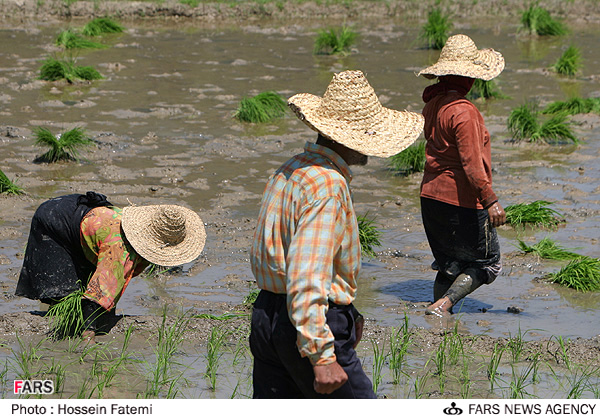 FARS
Photo : Hossein Fatemi
FARS NEWS AGENCY